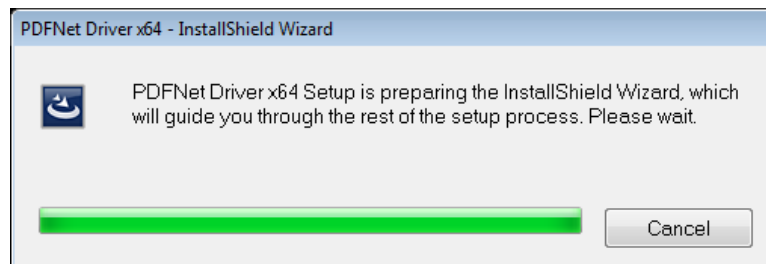 PDFNet Driver x64 - InstallShield Wizard
PDFNet Driver x64 Setup is preparing the InstallShield Wizard, which
will guide you through the rest of the setup process. Please wait.
Cancel